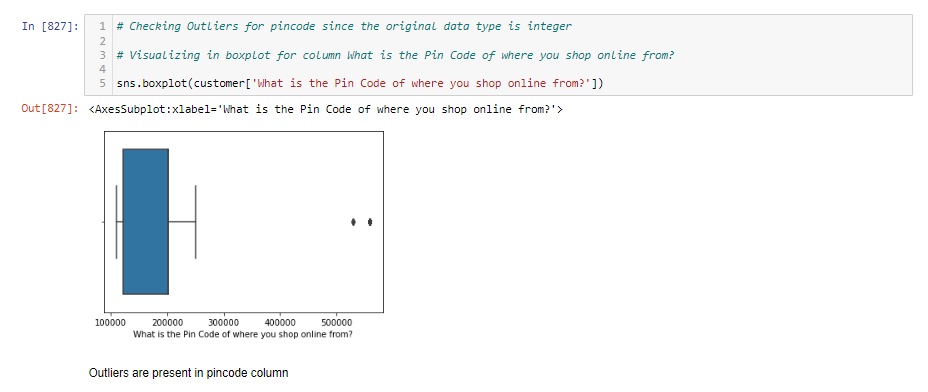 In [827]:
1 # Checking Outliers for pincode since the original data type is integer
2
3 # Visualizing in boxplot for column What is the Pin Code of where you shop online from?
4
5 sns.boxplot(customer['What is the Pin Code of where you shop online from?'])
Out[827]: <AxesSubplot:xlabel='What is the Pin Code of where you shop online from?'>
100000 200000 300000 400000 500000
What is the Pin Code of where you shop online from?
Outliers are present in pincode column